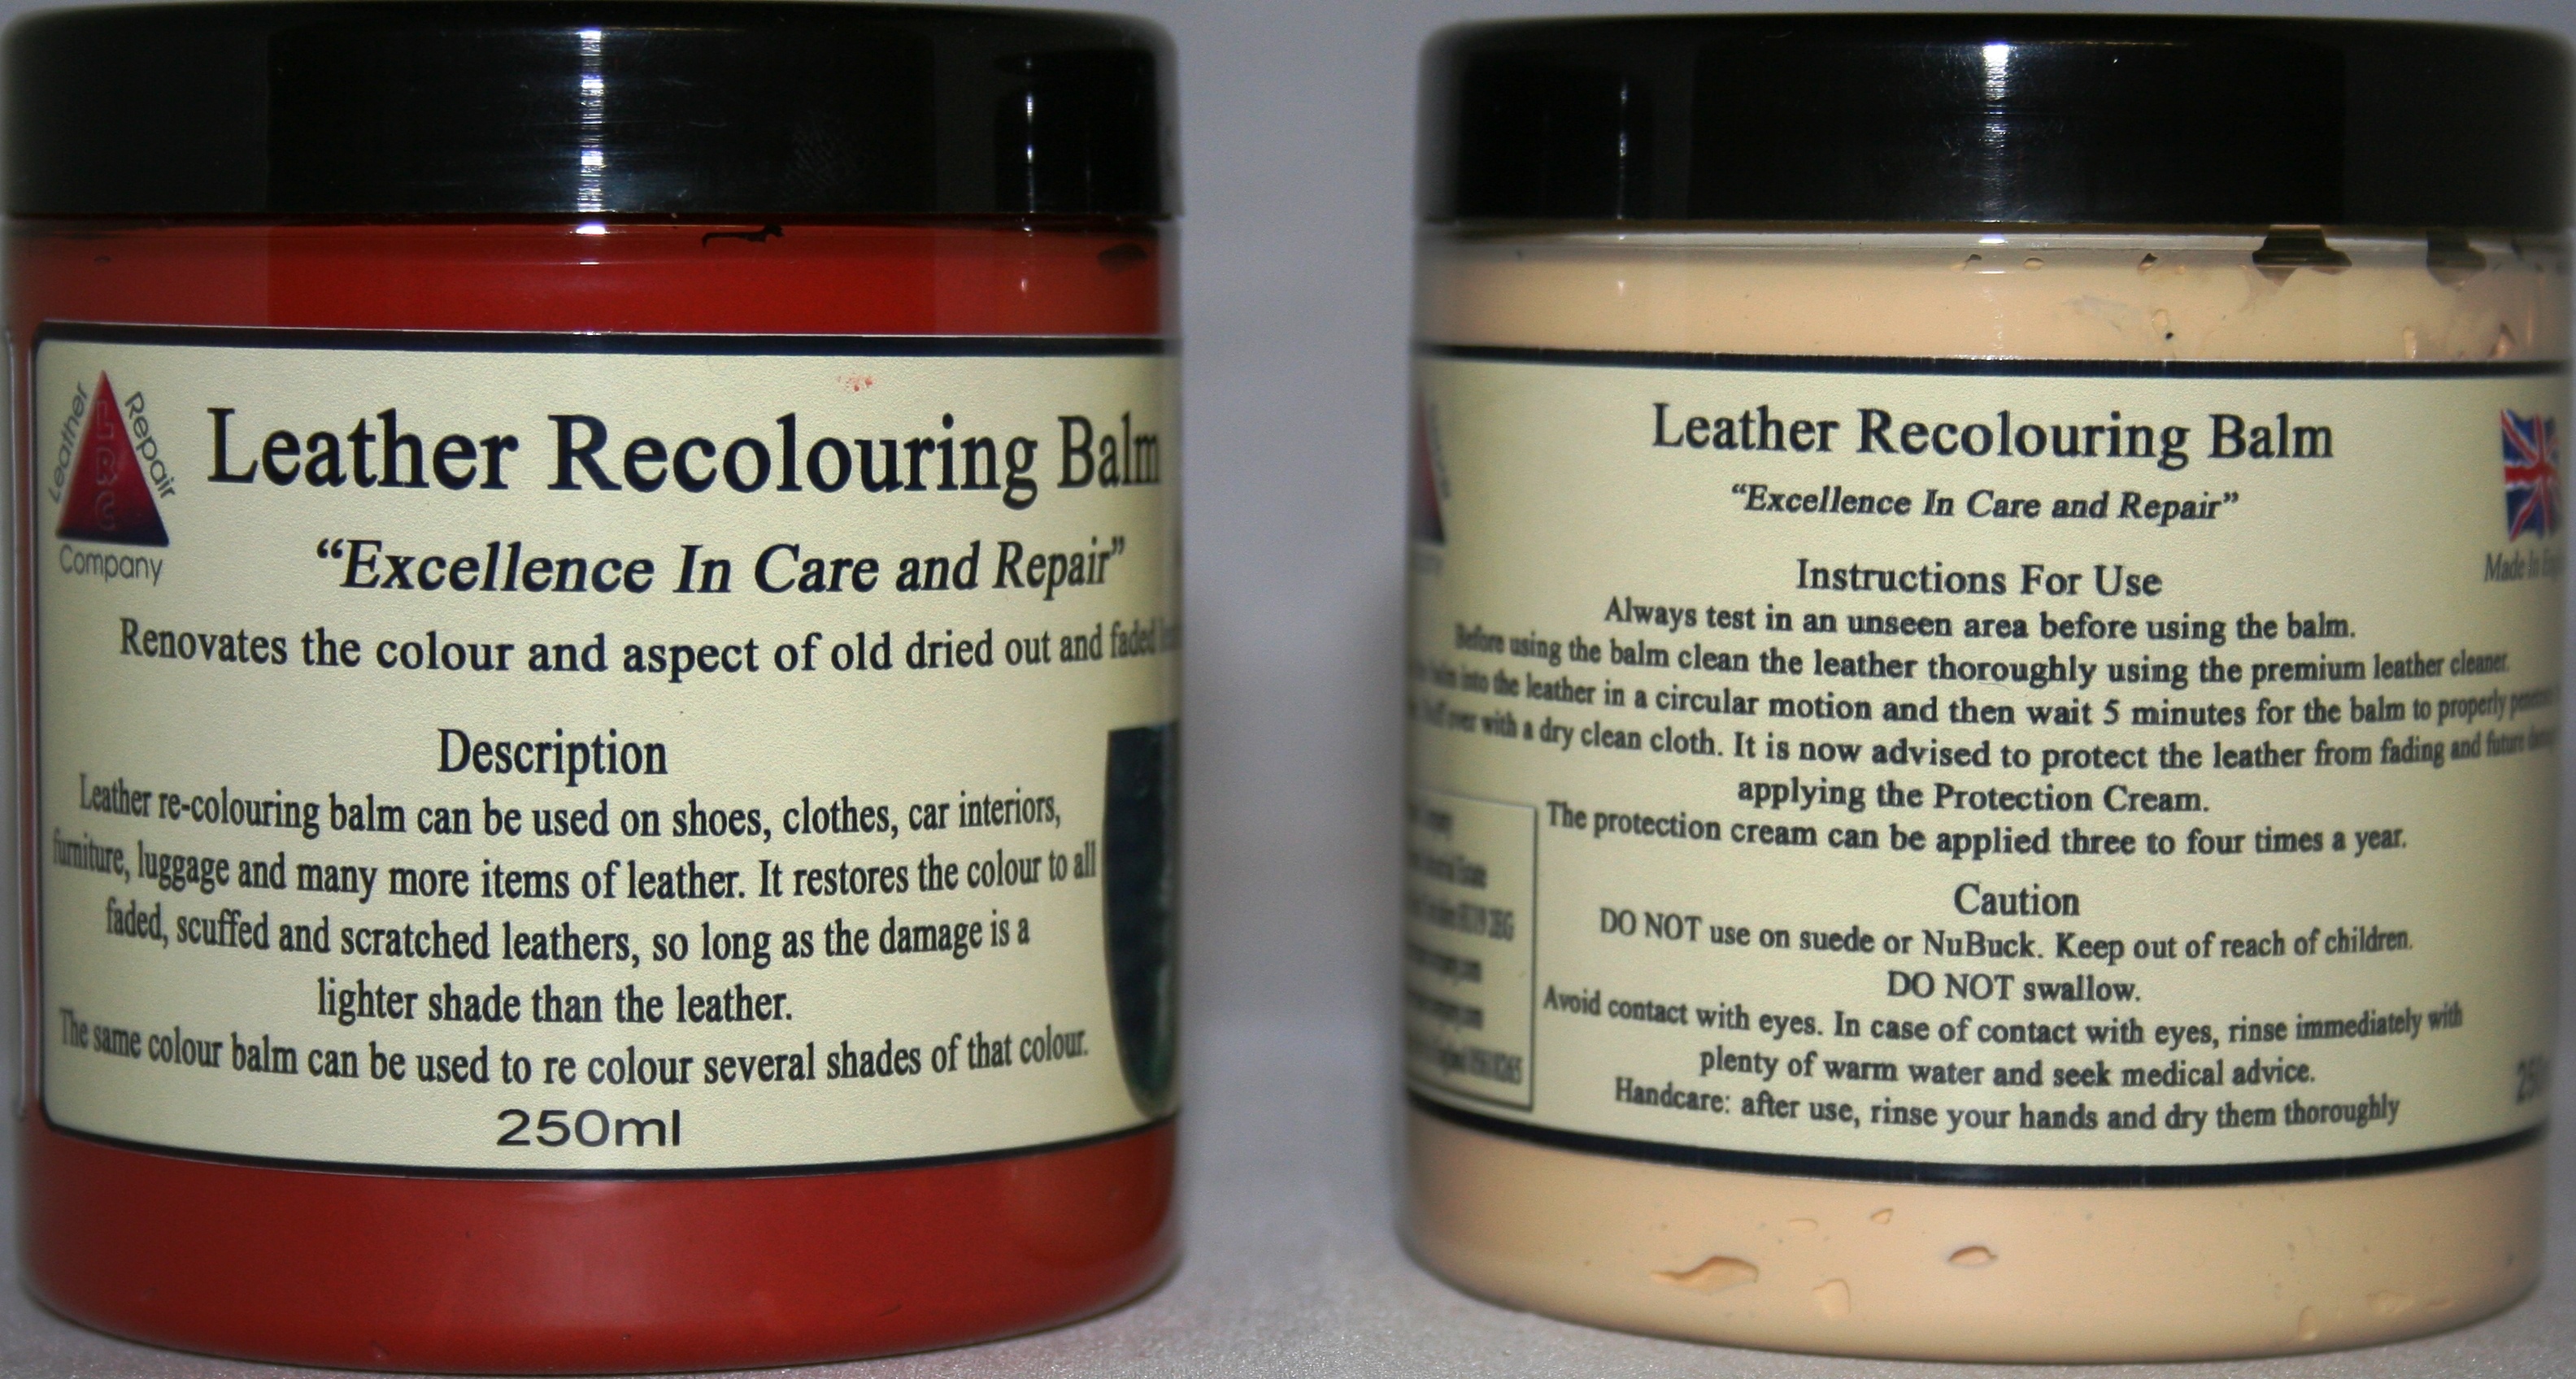 Leather Repair Company
LRC
Leather Recolouring Balm
“Excellence In Care and Repair”
Renovates the colour and aspect of old dried out and faded
Description
Leather re-colouring balm can be used on shoes, clothes, car interiors,
furniture, luggage and many more items of leather. It restores the colour to all
faded, scuffed and scratched leathers, so long as the damage is a
lighter shade than the leather.
The same colour balm can be used to re colour several shades of that colour.
250ml
Leather Recolouring Balm
“Excellence In Care and Repair”
Made In
Instructions For Use
Always test in an unseen area before using the balm.
Before using the balm clean the leather thoroughly using the premium leather cleaner.
balm into the leather in a circular motion and then wait 5 minutes for the balm to properly
over with a dry clean cloth. It is now advised to protect the leather from fading and future
applying the Protection Cream.
The protection cream can be applied three to four times a year.
Caution
DO NOT use on suede or NuBuck. Keep out of reach of children.
DO NOT swallow.
Avoid contact with eyes. In case of contact with eyes, rinse immediately with
plenty of warm water and seek medical advice.
Handcare: after use, rinse your hands and dry them thoroughly